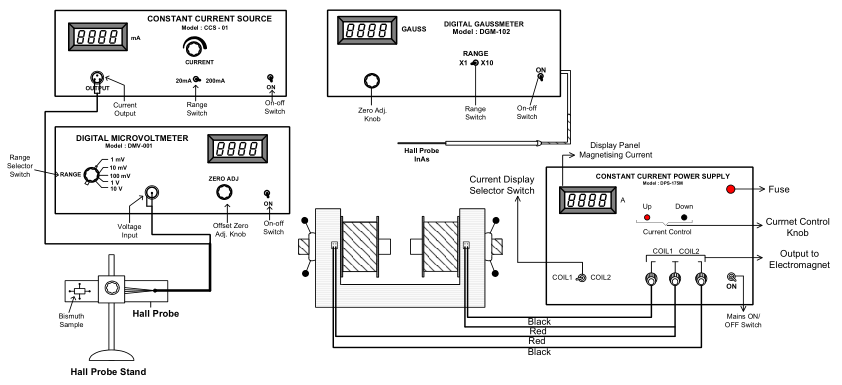 CONSTANT CURRENT SOURCE
Model : CCS - 01
8888 mA
CURRENT
OUTPUT
20mA 200mA
ON
Current
Output
Range
Switch
On-off
Switch
DIGITAL GAUSSMETER
Model : DGM-102
8888 GAUSS
RANGE
X1 X10
ON
Zero Adj.
Knob
Range
Switch
On-off
Switch
Hall Probe
InAs
DIGITAL MICROVOLTMETER
Model : DMV-001
8888
Range
Selector
Switch
RANGE
1 mV
10 mV
100 mV
1 V
10 V
ZERO ADJ
ON
Voltage
Input
Offset Zero
Adj. Knob
On-off
Switch
Bismuth
Sample
Hall Probe
Hall Probe Stand
Display Panel
Magnetising Current
Current Display
Selector Switch
CONSTANT CURRENT POWER SUPPLY
Model : DPS-175M
8888 A
Up Down
Current Control
Fuse
Curmet Control
Knob
COIL1 COIL2
Output to
Electromagnet
COIL1 COIL2
ON
Mains ON/
OFF Switch
Black
Red
Red
Black